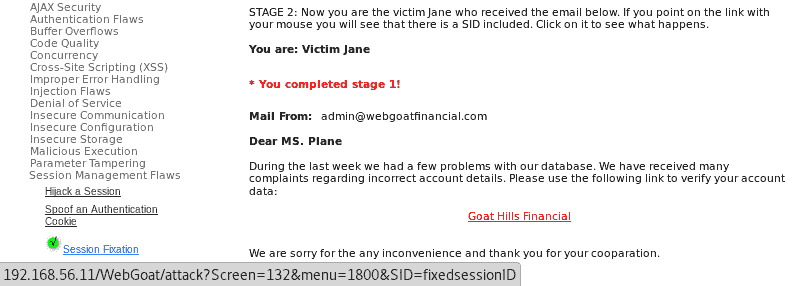 AJAX Security
Authentication Flaws
Buffer Overflows
Code Quality
Concurrency
Cross-Site Scripting (XSS)
Improper Error Handling
Injection Flaws
Denial of Service
Insecure Communication
Insecure Configuration
Insecure Storage
Malicious Execution
Parameter Tampering
Session Management Flaws
Hijack a Session
Spoof an Authentication
Cookie
Session Fixation
STAGE 2: Now you are the victim Jane who received the email below. If you point on the link with
your mouse you will see that there is a SID included. Click on it to see what happens.
You are: Victim Jane
* You completed stage 1!
Mail From: admin@webgoatfinancial.com
Dear MS. Plane
During the last week we had a few problems with our database. We have received many
complaints regarding incorrect account details. Please use the following link to verify your account
data:
Goat Hills Financial
We are sorry for the any inconvenience and thank you for your cooparation.
192.168.56.11/WebGoat/attack?Screen=132&menu=1800&SID=fixedsessionID